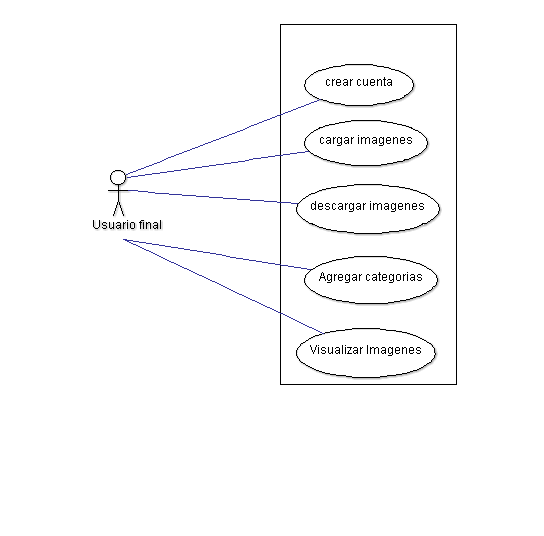 crear cuenta
cargar imagenes
descargar imagenes
Usuario final
Agregar categorias
Visualizar Imagenes